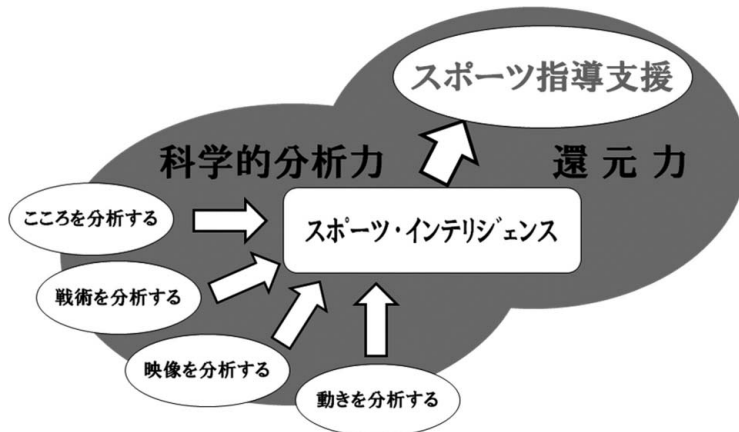 スポーツ指導支援
科学的分析力
還元力
こころを分析する
スポーツ・インテリジェンス
戦術を分析する
映像を分析する
動きを分析する